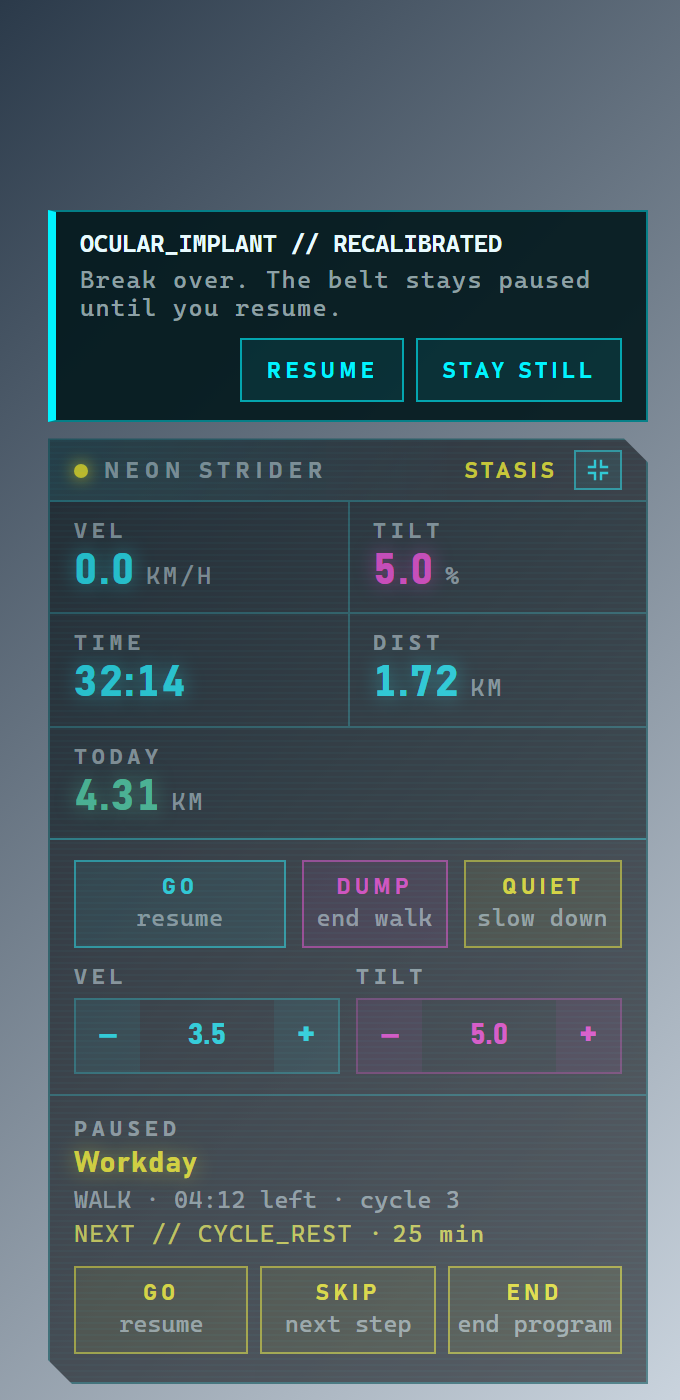 OCULAR_IMPLANT // RECALIBRATED
Break over. The belt stays paused
until you resume.
RESUME STAY STILL
NEON STRIDER STASIS
VEL TILT
0.0 KM/H 5.0 %
TIME DIST
32:14 1.72 KM
TODAY
4.31 KM
GO DUMP QUIET
resume end walk slow down
VEL TILT
− 3.5 + − 5.0 +
PAUSED
Workday
WALK · 04:12 left · cycle 3
NEXT // CYCLE_REST · 25 min
GO SKIP END
resume next step end program